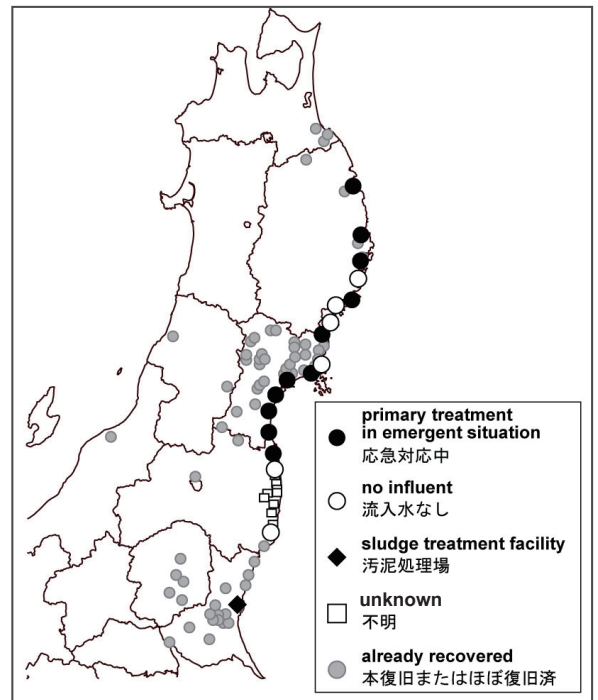 primary treatment
in emergent situation
応急対応中
no influent
流入水なし
sludge treatment facility
汚泥処理場
unknown
不明
already recovered
本復旧またはほぼ復旧済